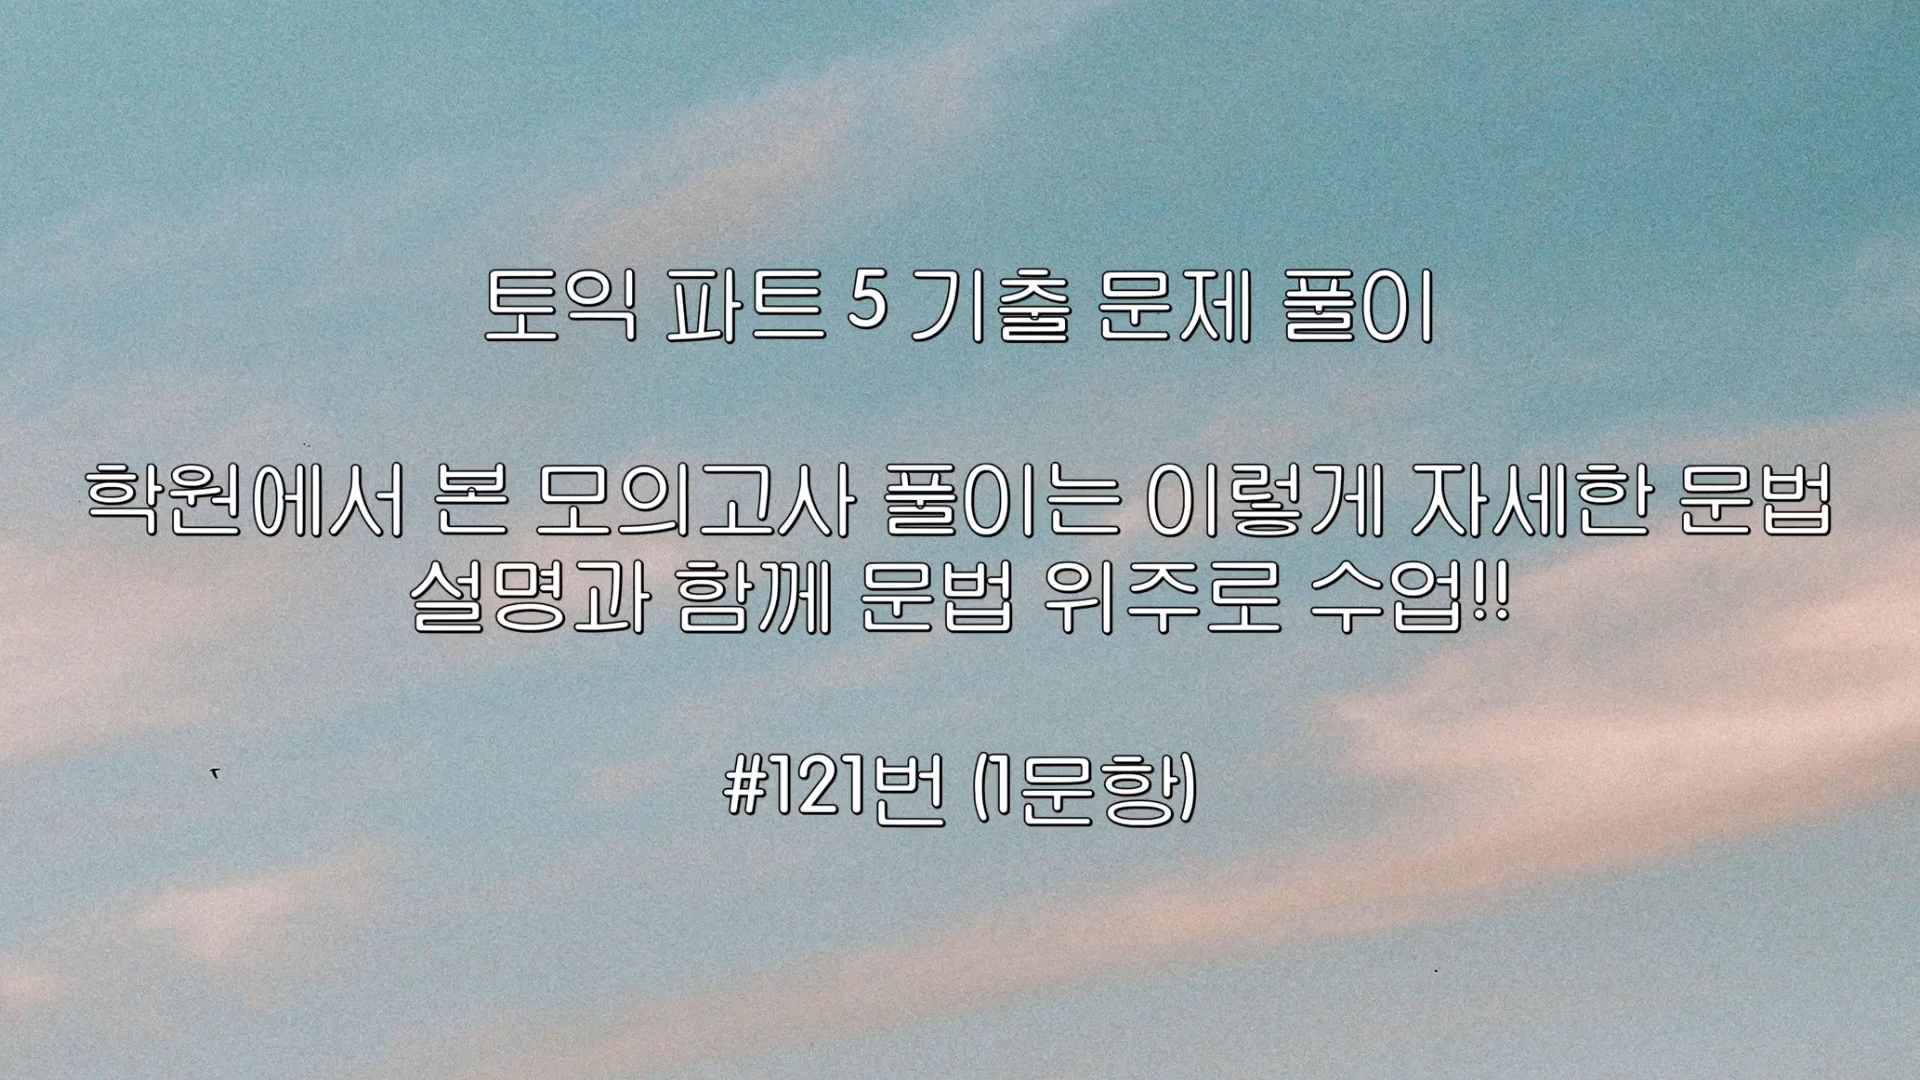 토익 파트 5 기출 문제 풀이
학원에서 본 모의고사 풀이는 이렇게 자세한 문법
설명과 함께 문법 위주로 수업!!
#121번 (1문항)